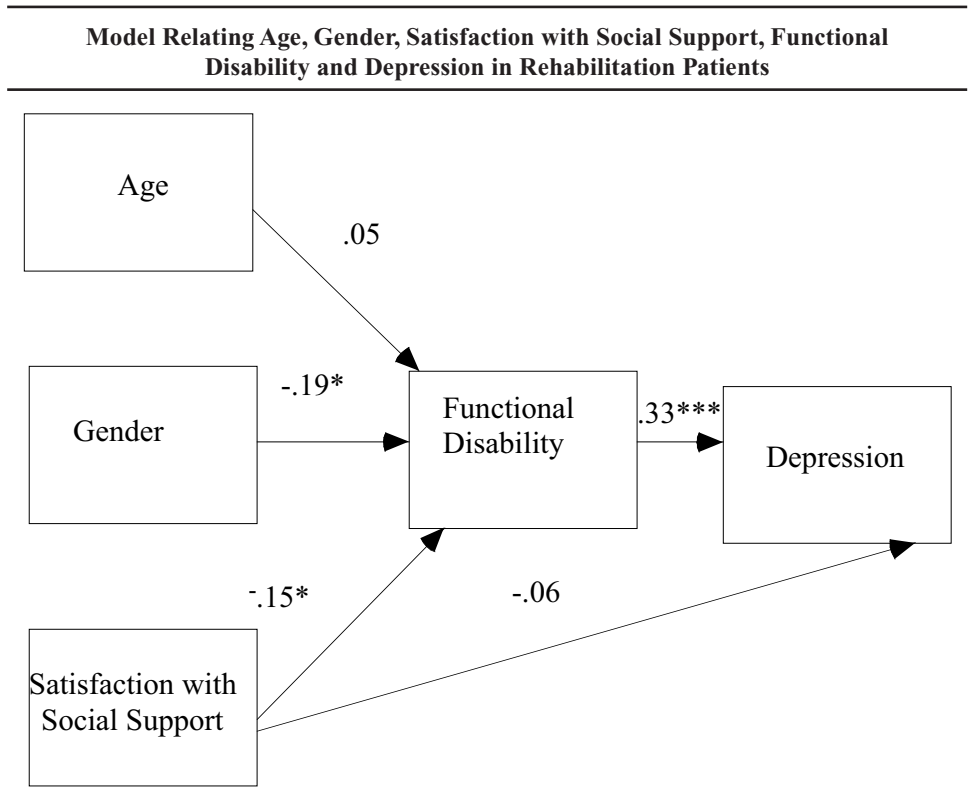 Model Relating Age, Gender, Satisfaction with Social Support, Functional
Disability and Depression in Rehabilitation Patients
Age
.05
Gender
-.19*
Functional
Disability
.33***
Depression
-.15*
-.06
Satisfaction with
Social Support